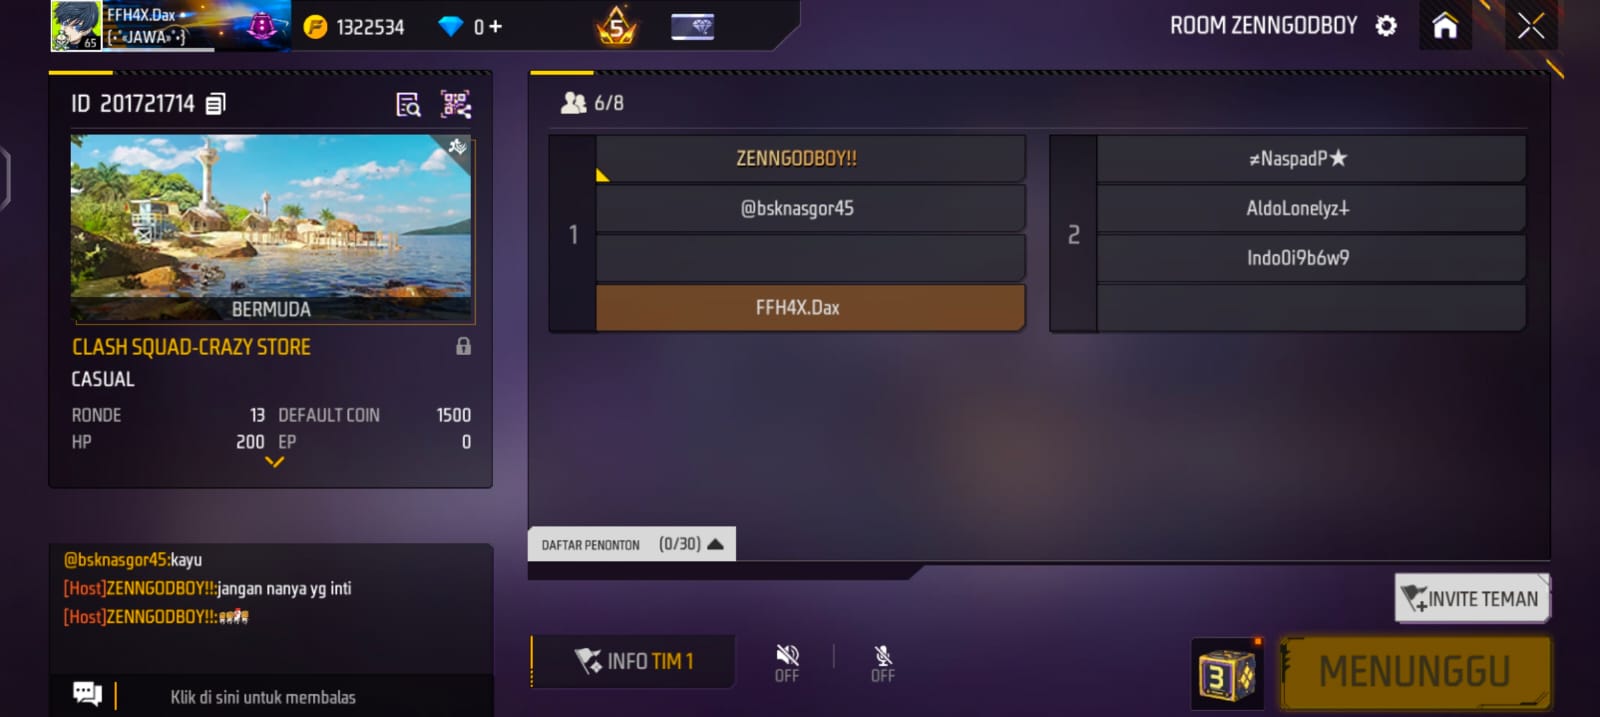 FFH4X.Dax
65
{·°»JAWA»°·}
1322534
0 +
5
ROOM ZENNGODBOY
ID 201721714
BERMUDA
CLASH SQUAD-CRAZY STORE
CASUAL
RONDE 13 DEFAULT COIN 1500
HP 200 EP 0
6/8
1
ZENNGODBOY!!
@bsknasgor45
FFH4X.Dax
2
≠NaspadP★
AldoLonelyz⸸
Indo0i9b6w9
DAFTAR PENONTON (0/30)
@bsknasgor45:kayu
[Host]ZENNGODBOY!!:jangan nanya yg inti
[Host]ZENNGODBOY!!:
Klik di sini untuk membalas
INFO TIM 1
OFF
OFF
INVITE TEMAN
3
MENUNGGU